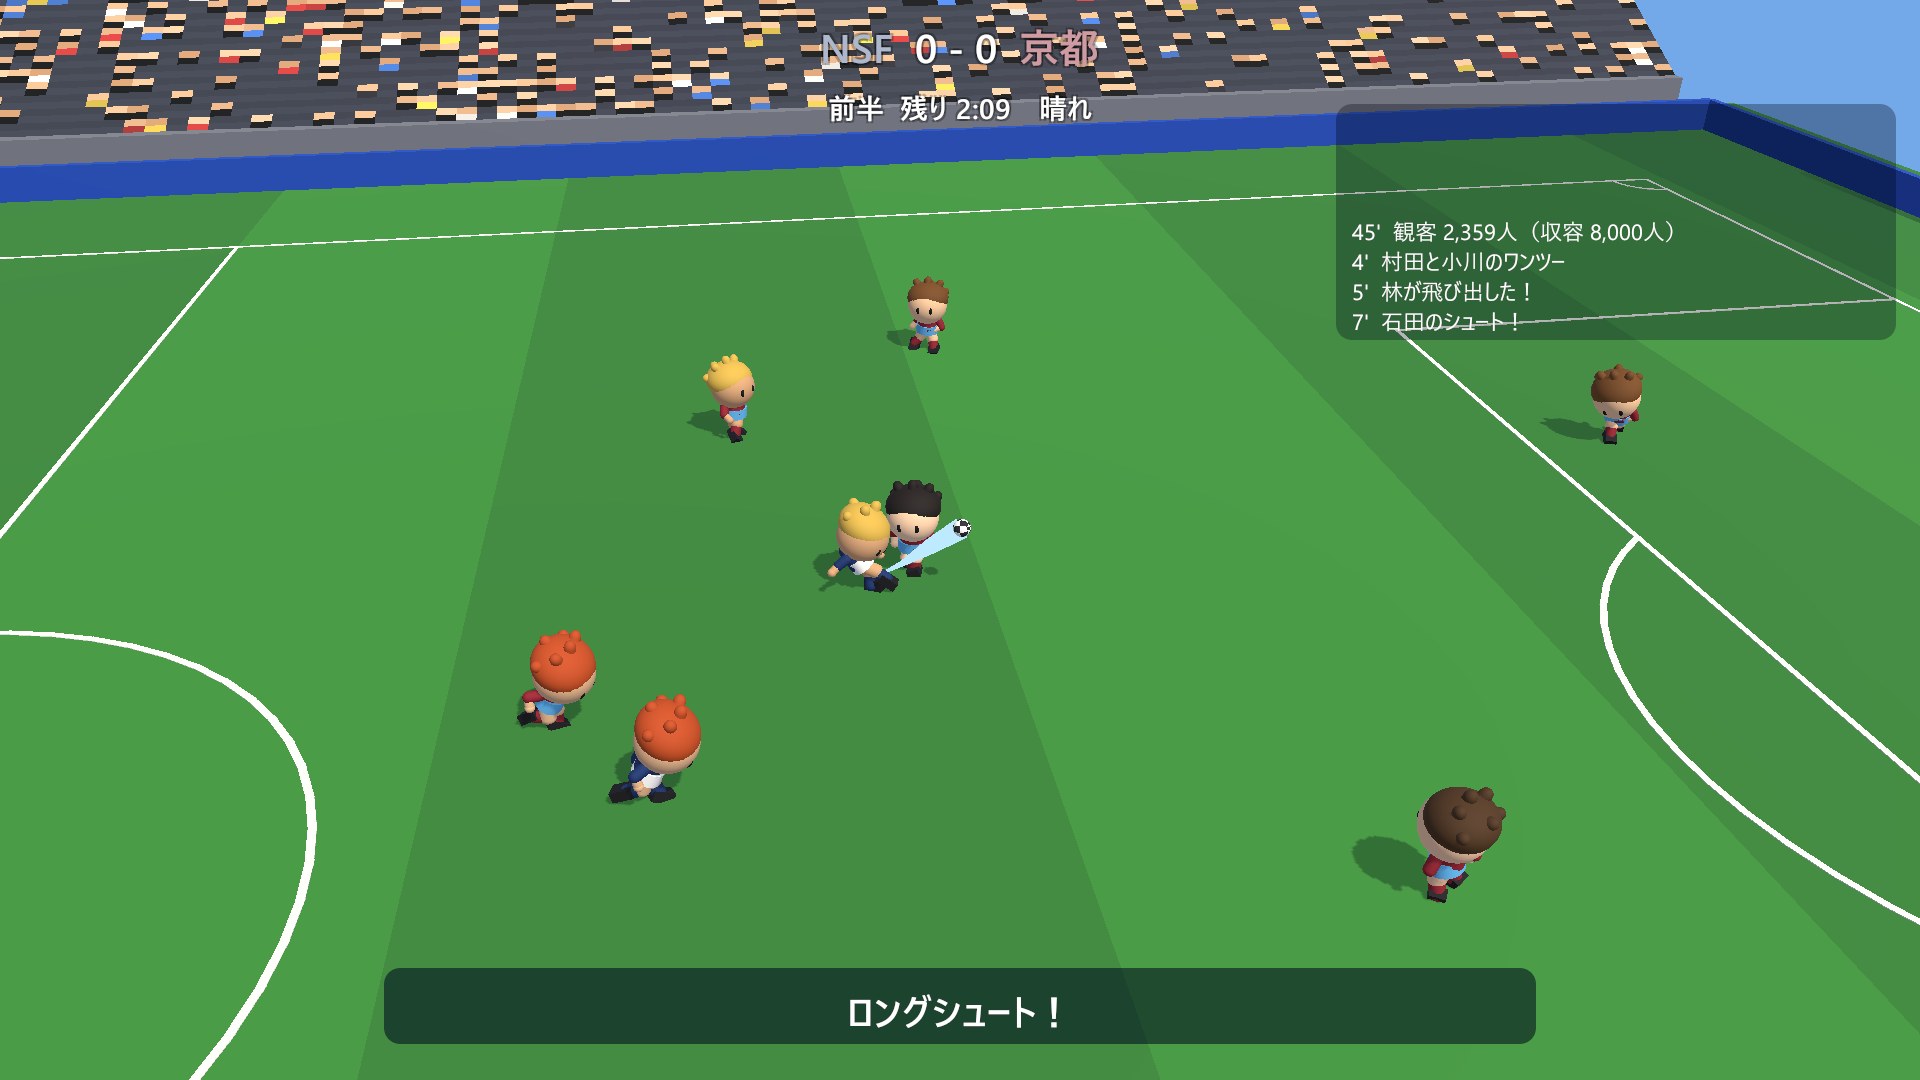 NSF 0 - 0 京都
前半 残り 2:09 晴れ
45' 観客 2,359人（収容 8,000人）
4' 村田と小川のワンツー
5' 林が飛び出した！
7' 石田のシュート！
ロングシュート！